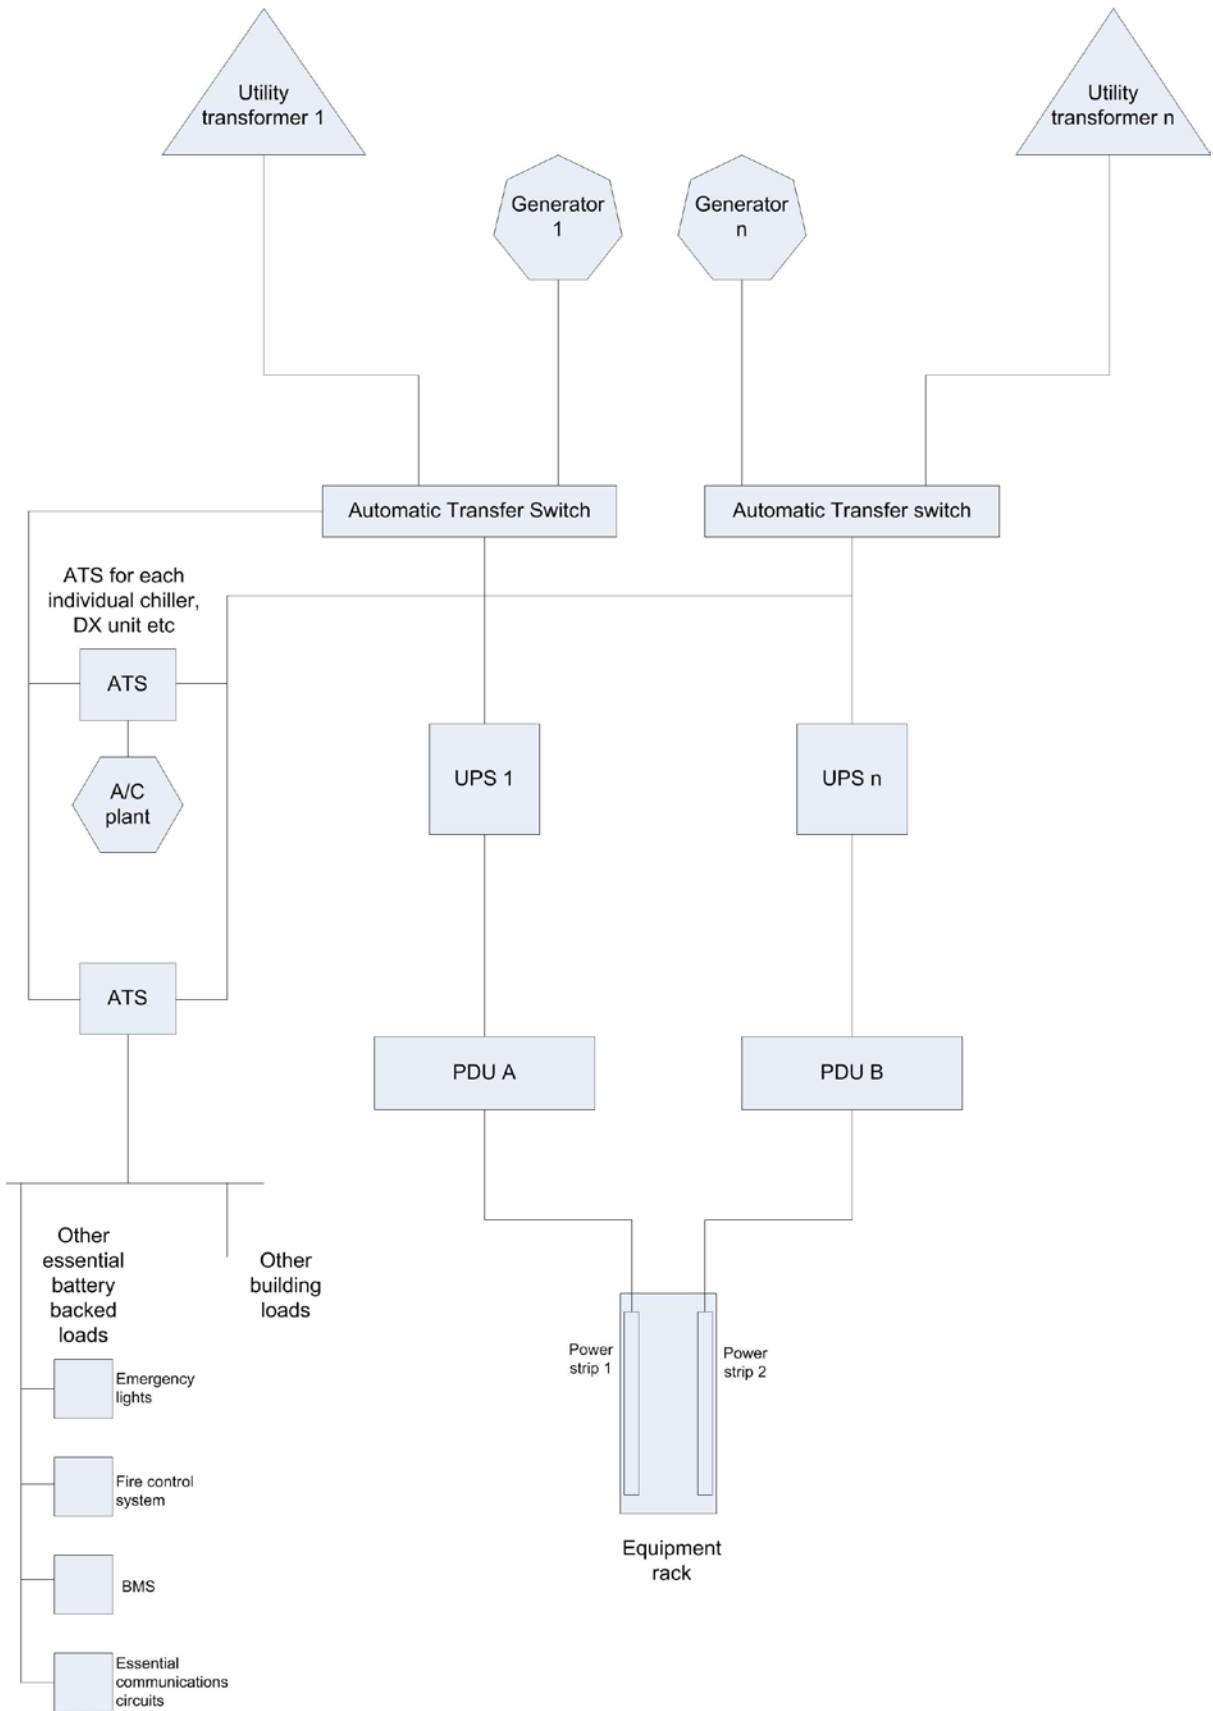 Utility
transformer 1
Utility
transformer n
Generator
1
Generator
n
Automatic Transfer Switch
Automatic Transfer switch
ATS for each
individual chiller,
DX unit etc
ATS
A/C
plant
UPS 1
UPS n
ATS
PDU A
PDU B
Other
essential
battery
backed
loads
Other
building
loads
Power
strip 1
Power
strip 2
Emergency
lights
Fire control
system
BMS
Essential
communications
circuits
Equipment
rack